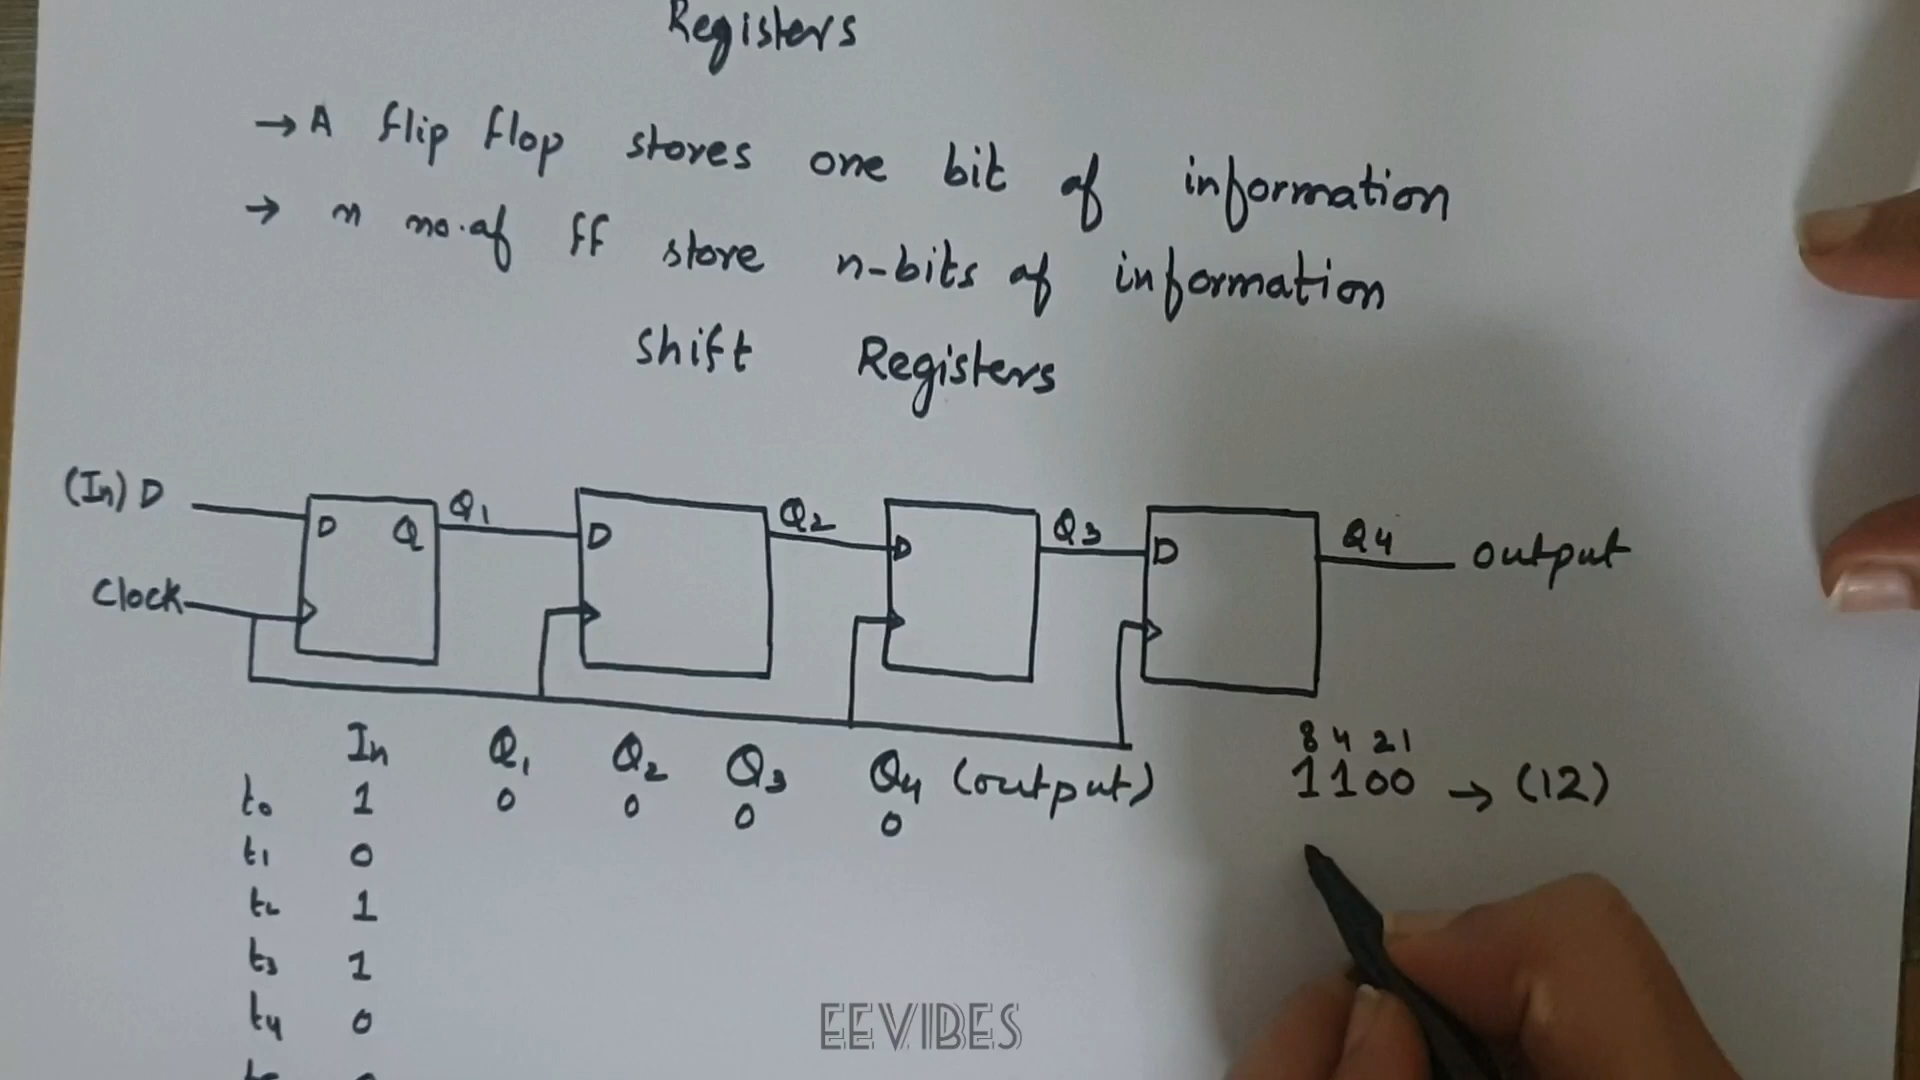 Registers
→ A flip flop stores one bit of information
→ n no. of ff store n-bits of information
Shift Registers
(In) D D Q Q1 D Q2 D Q3 D Q4 output
Clock
In Q1 Q2 Q3 Q4 (output)
8 4 2 1
1100 → (12)
t0 1 0 0 0 0
t1 0
t2 1
t3 1
t4 0
EEVIBES